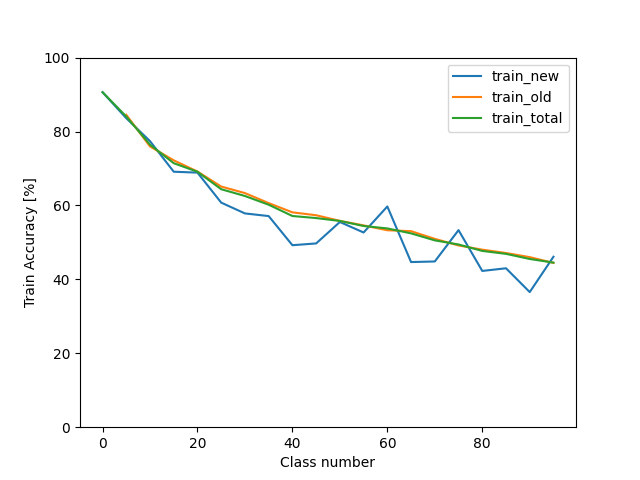 100
80
60
40
20
0
Train Accuracy [%]
train_new
train_old
train_total
0 20 40 60 80
Class number